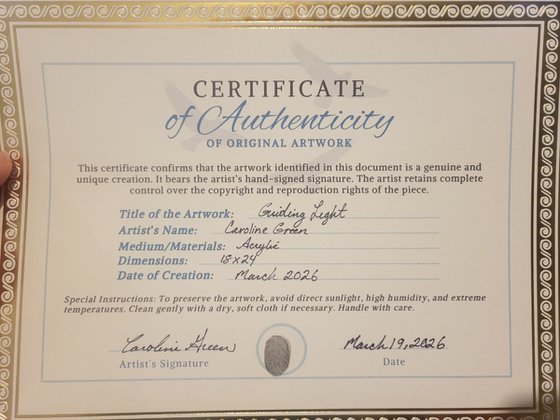 CERTIFICATE
of Authenticity
OF ORIGINAL ARTWORK
This certificate confirms that the artwork identified in this document is a genuine and
unique creation. It bears the artist's hand-signed signature. The artist retains complete
control over the copyright and reproduction rights of the piece.
Title of the Artwork: Guiding Light
Artist's Name: Caroline Green
Medium/Materials: Acrylic
Dimensions: 18x24
Date of Creation: March 2026
Special Instructions: To preserve the artwork, avoid direct sunlight, high humidity, and extreme
temperatures. Clean gently with a dry, soft cloth if necessary. Handle with care.
Caroline Green March 19, 2026
Artist's Signature Date